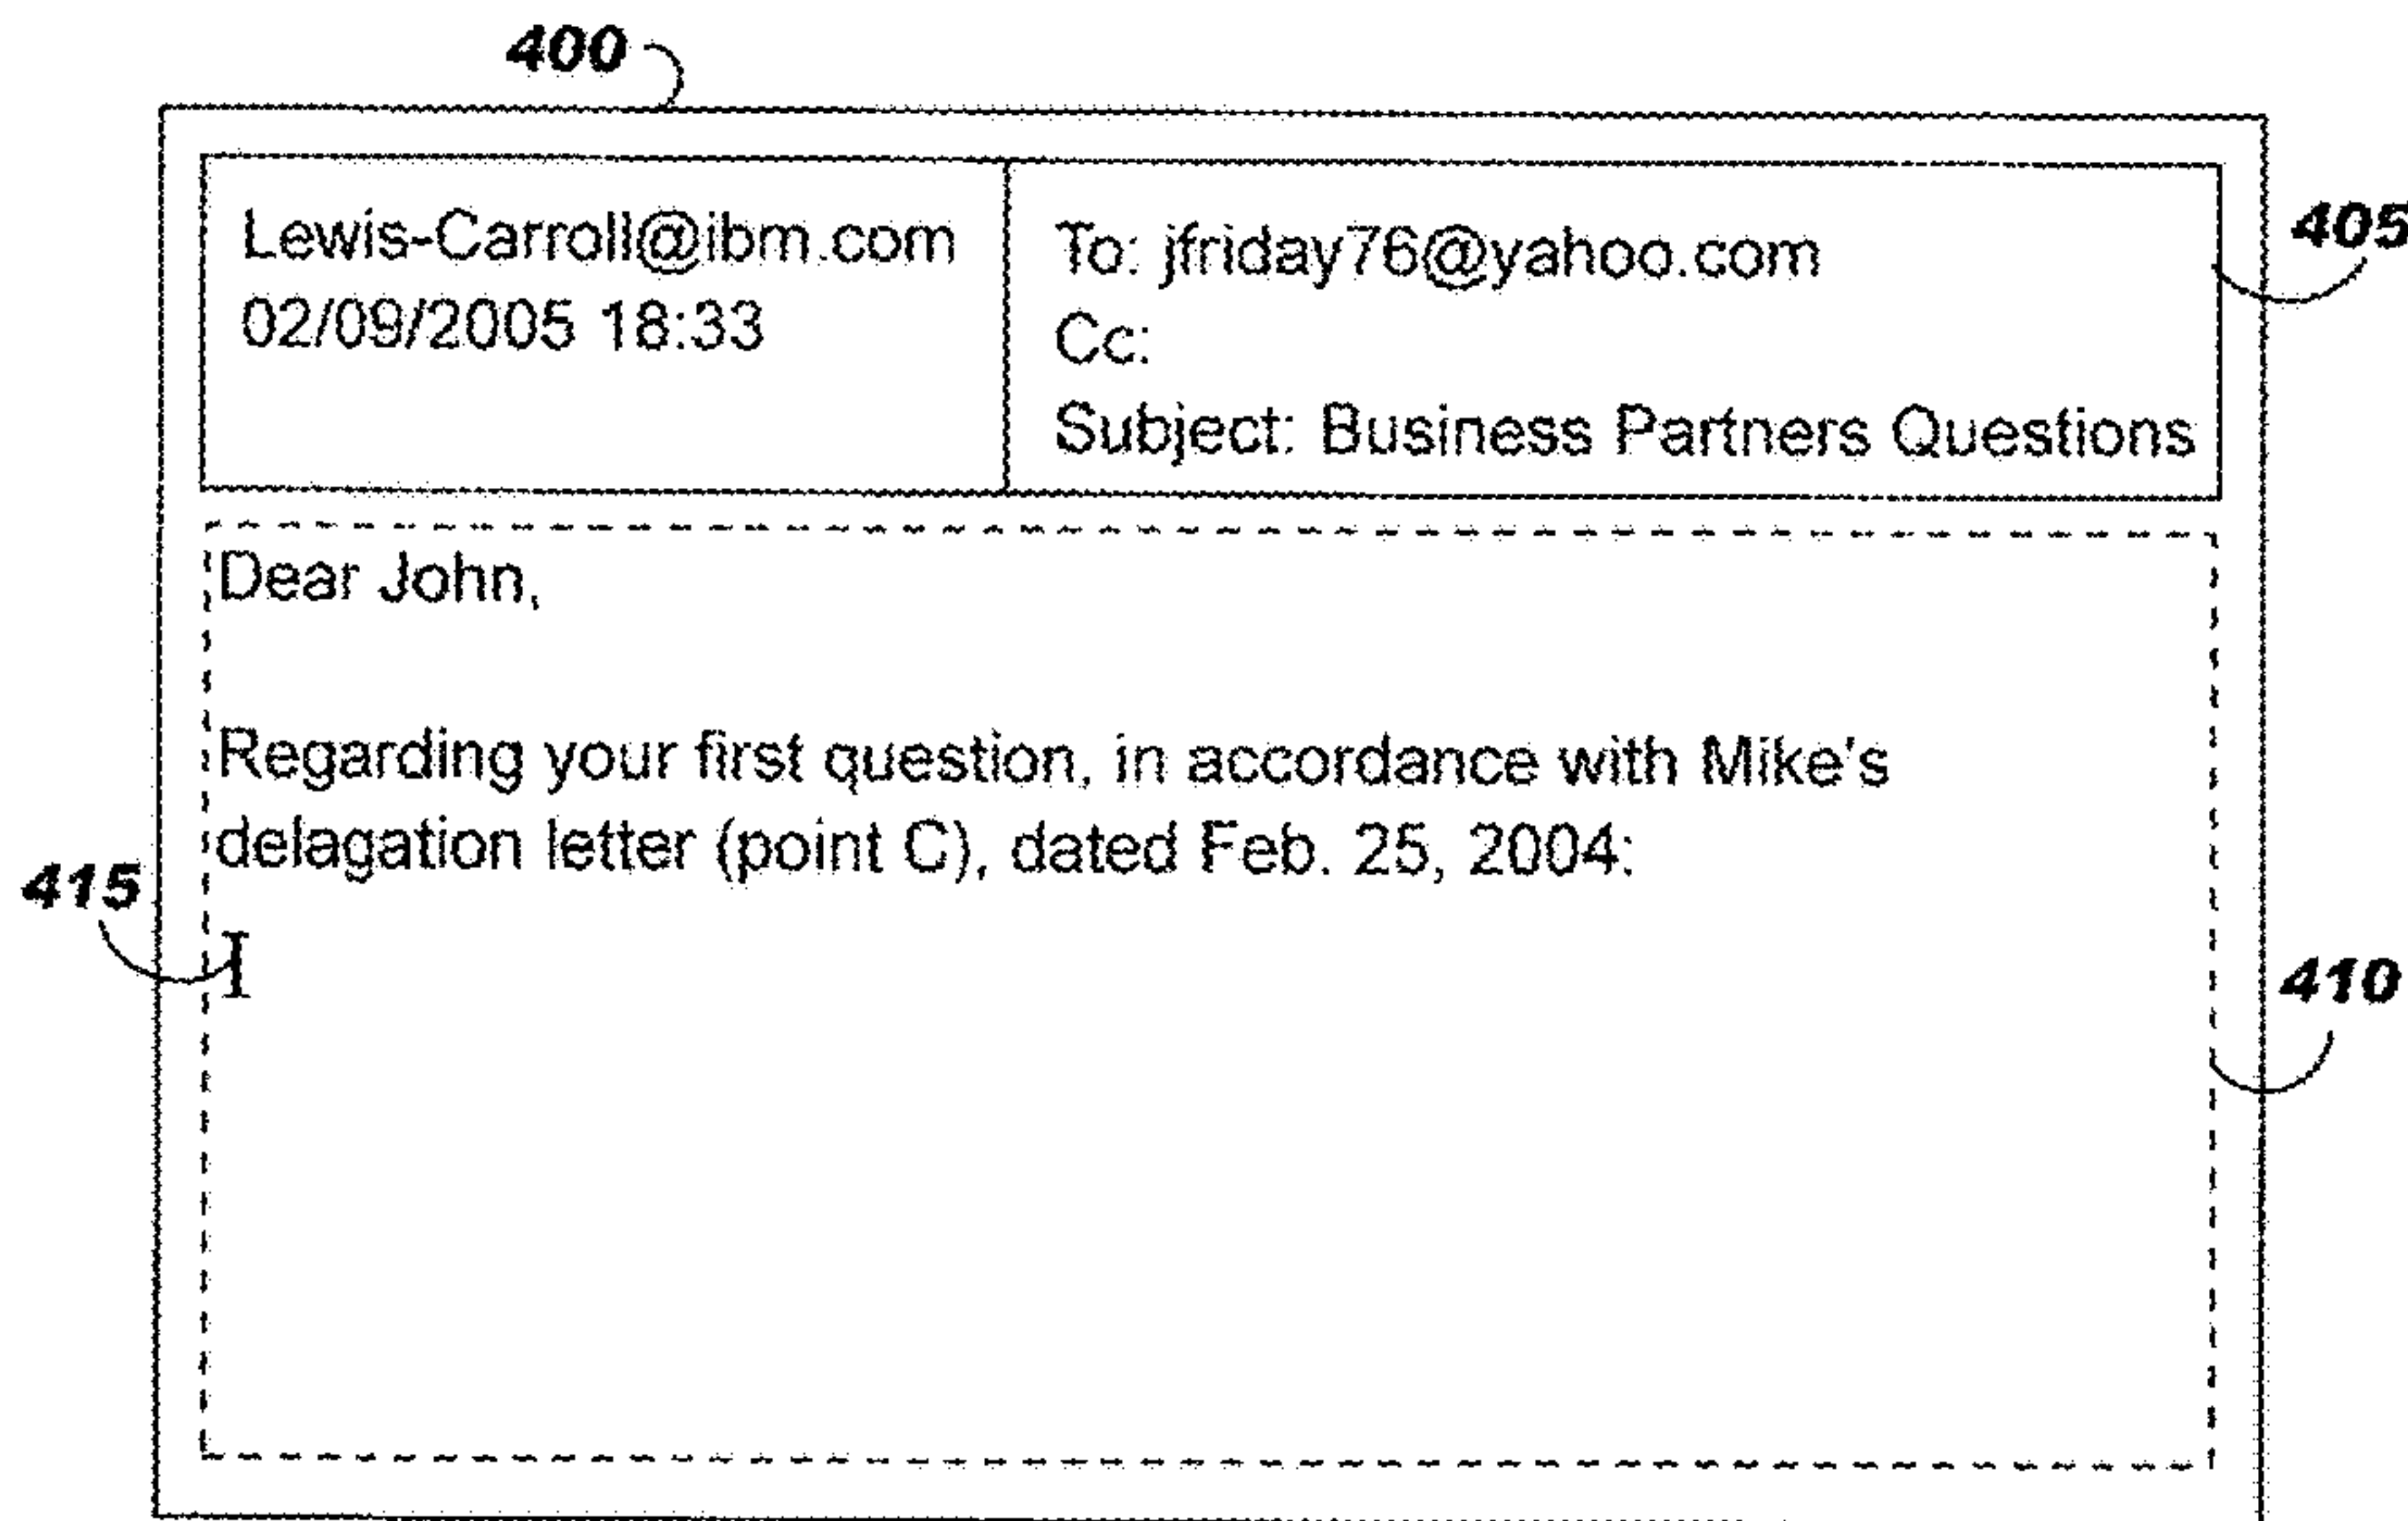 400
Lewis-Carroll@ibm.com
02/09/2005 18:33
To: jfriday76@yahoo.com
Cc:
Subject: Business Partners Questions
405
Dear John,
Regarding your first question, in accordance with Mike's
delagation letter (point C), dated Feb. 25, 2004:
415
410